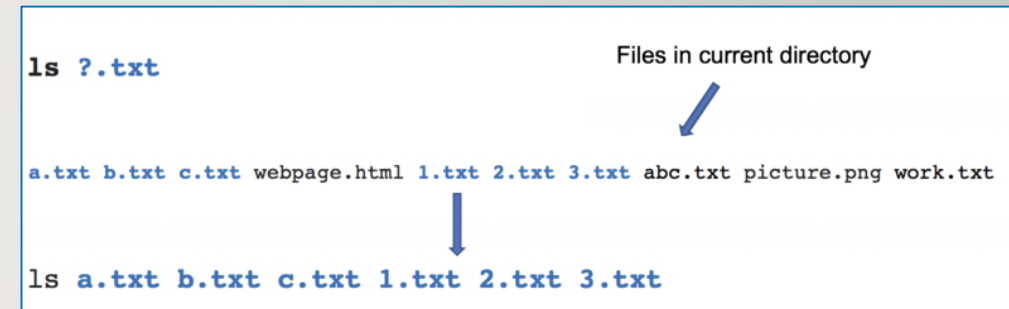 ls ?.txt
Files in current directory
a.txt b.txt c.txt webpage.html 1.txt 2.txt 3.txt abc.txt picture.png work.txt
ls a.txt b.txt c.txt 1.txt 2.txt 3.txt